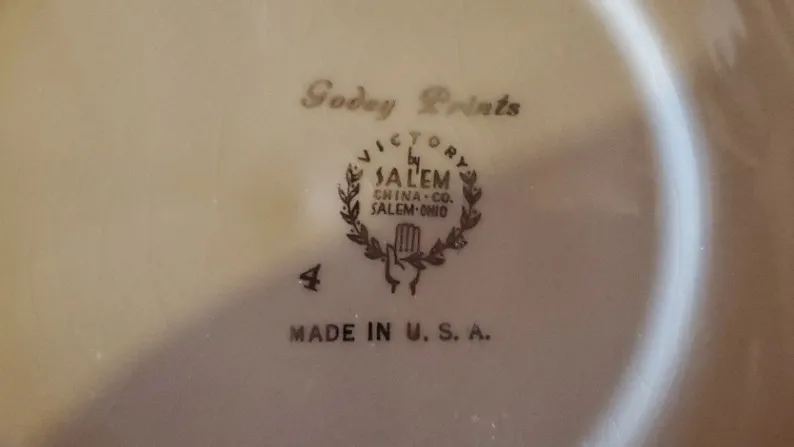 Godey Prints
VICTORY
by
SALEM
CHINA · CO.
SALEM · OHIO
4
MADE IN U. S. A.